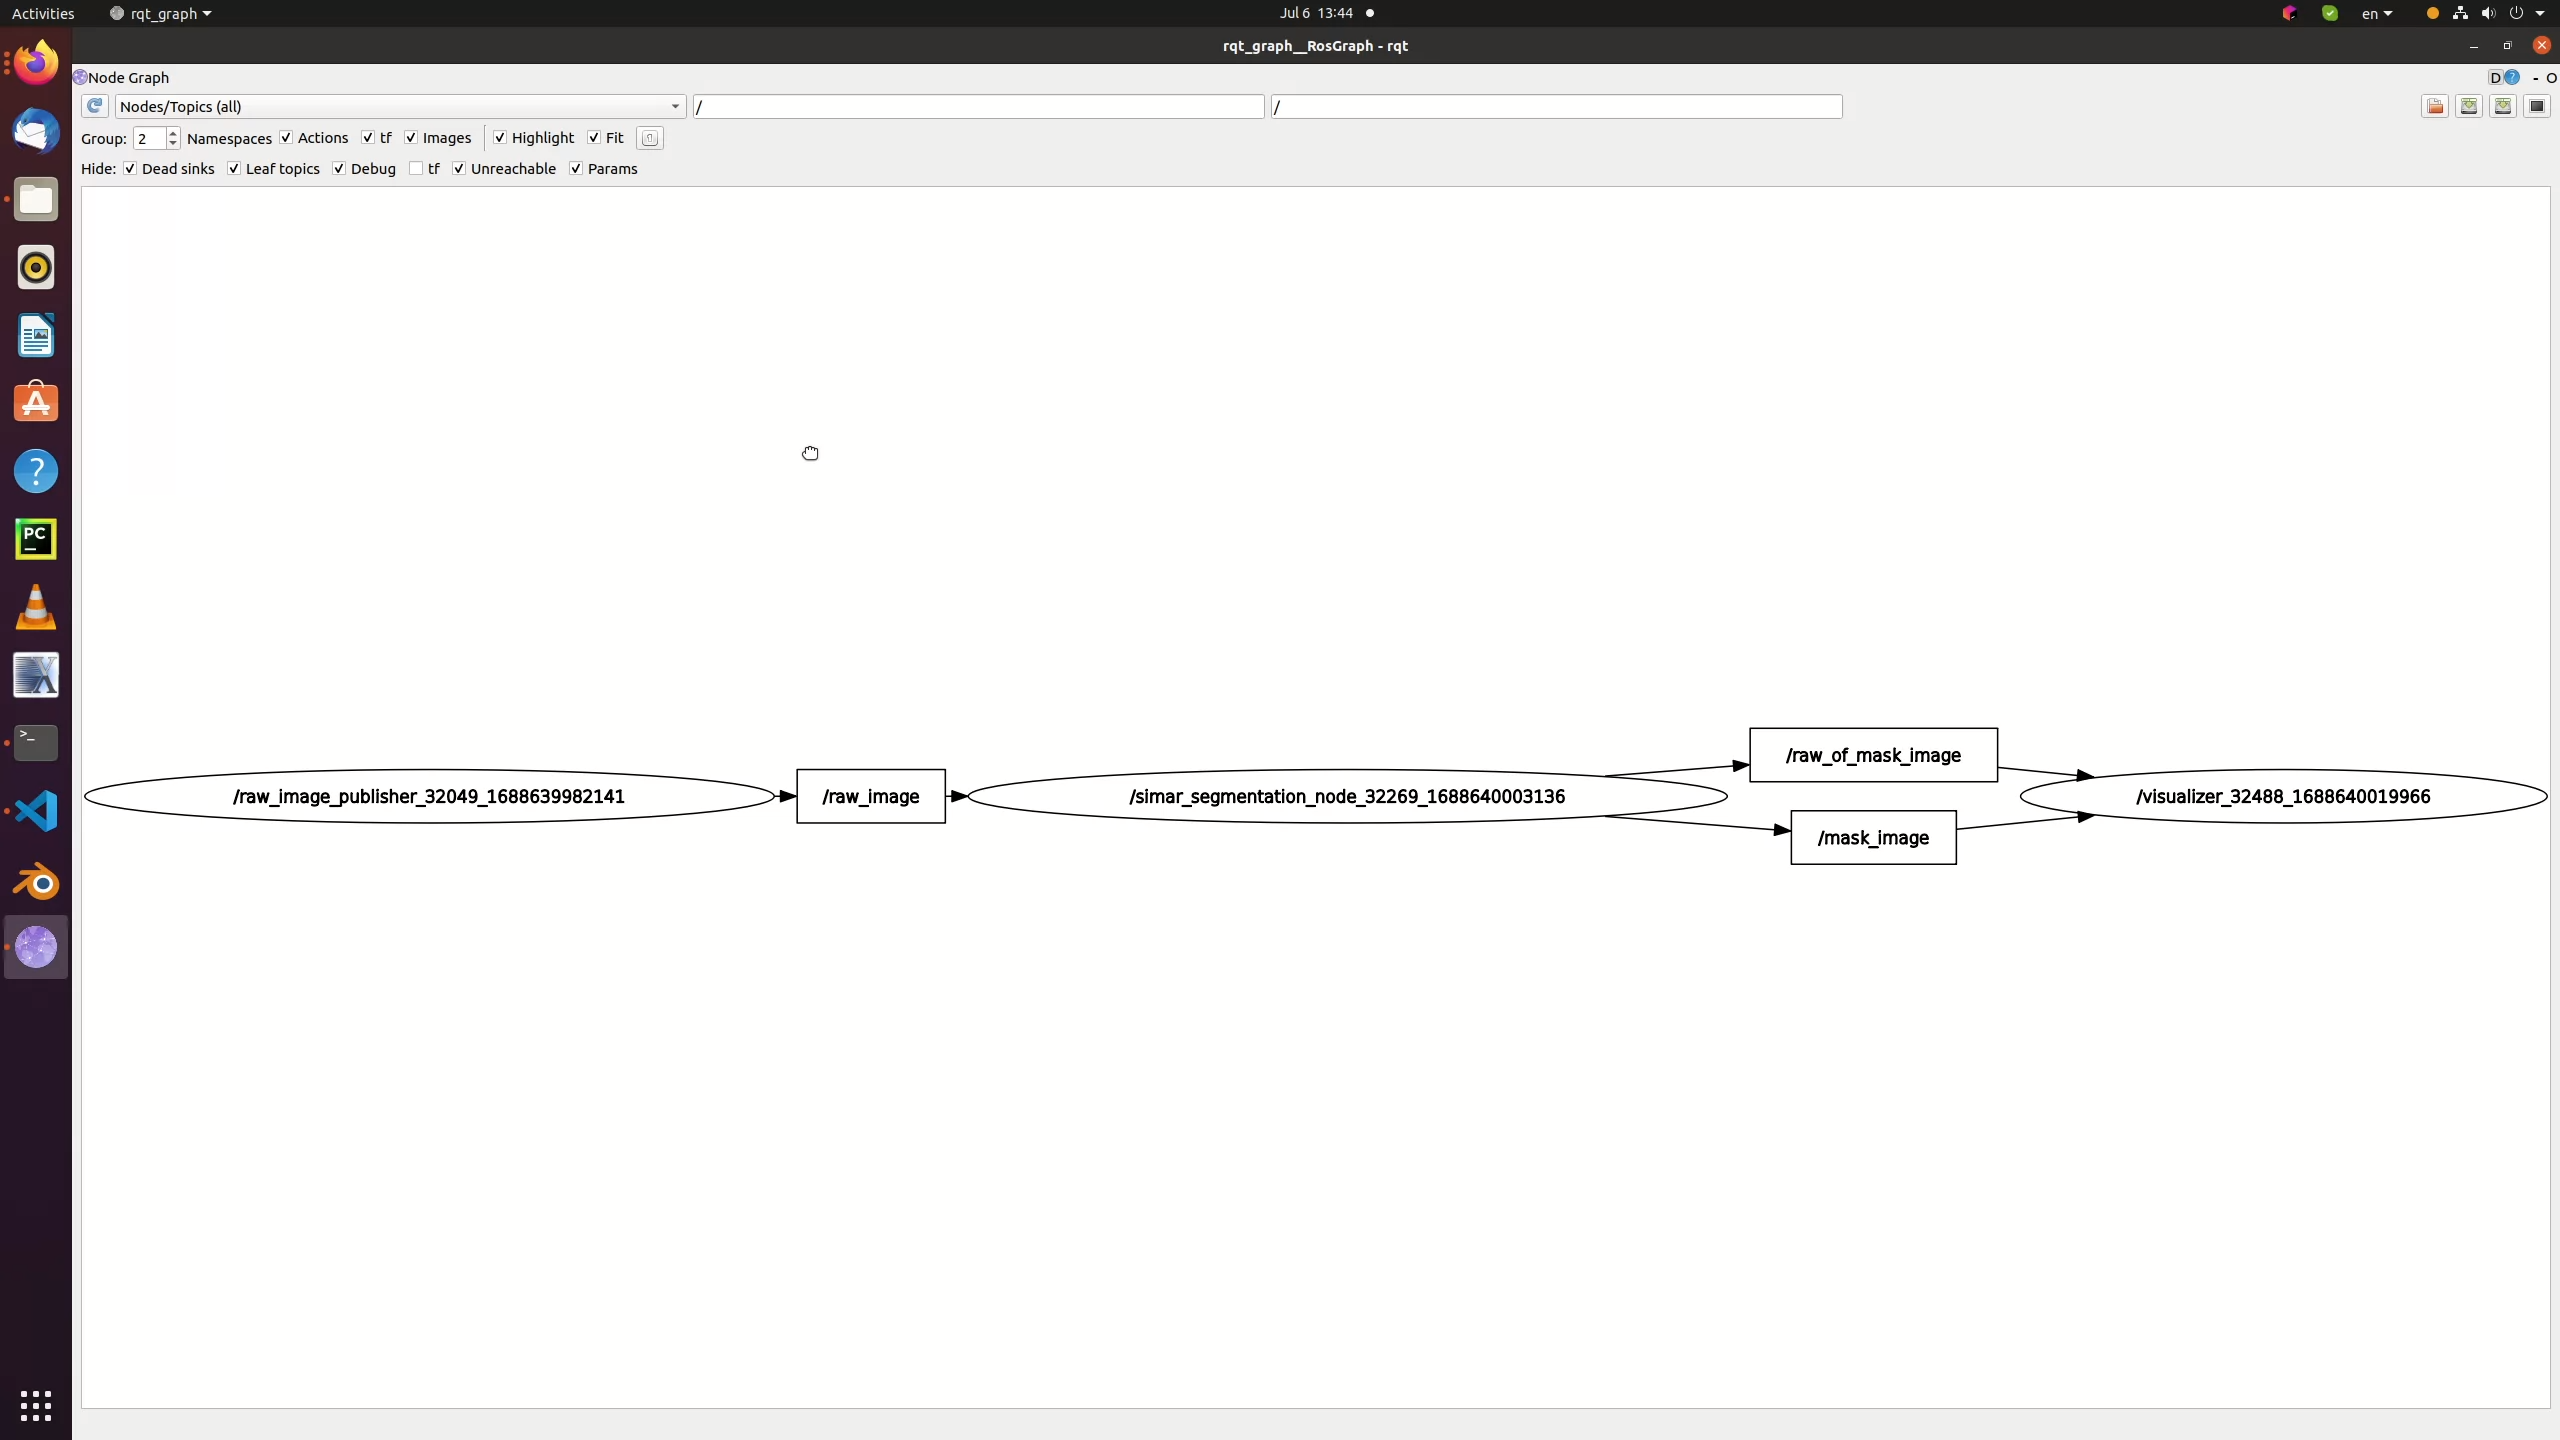 Activities rqt_graph Jul 6 13:44 en
rqt_graph__RosGraph - rqt
Node Graph D ? - O
Nodes/Topics (all) / /
Group: 2 Namespaces Actions tf Images Highlight Fit
Hide: Dead sinks Leaf topics Debug tf Unreachable Params
?
PC
X
>_
/raw_of_mask_image
/raw_image_publisher_32049_1688639982141 /raw_image /simar_segmentation_node_32269_1688640003136 /visualizer_32488_1688640019966
/mask_image